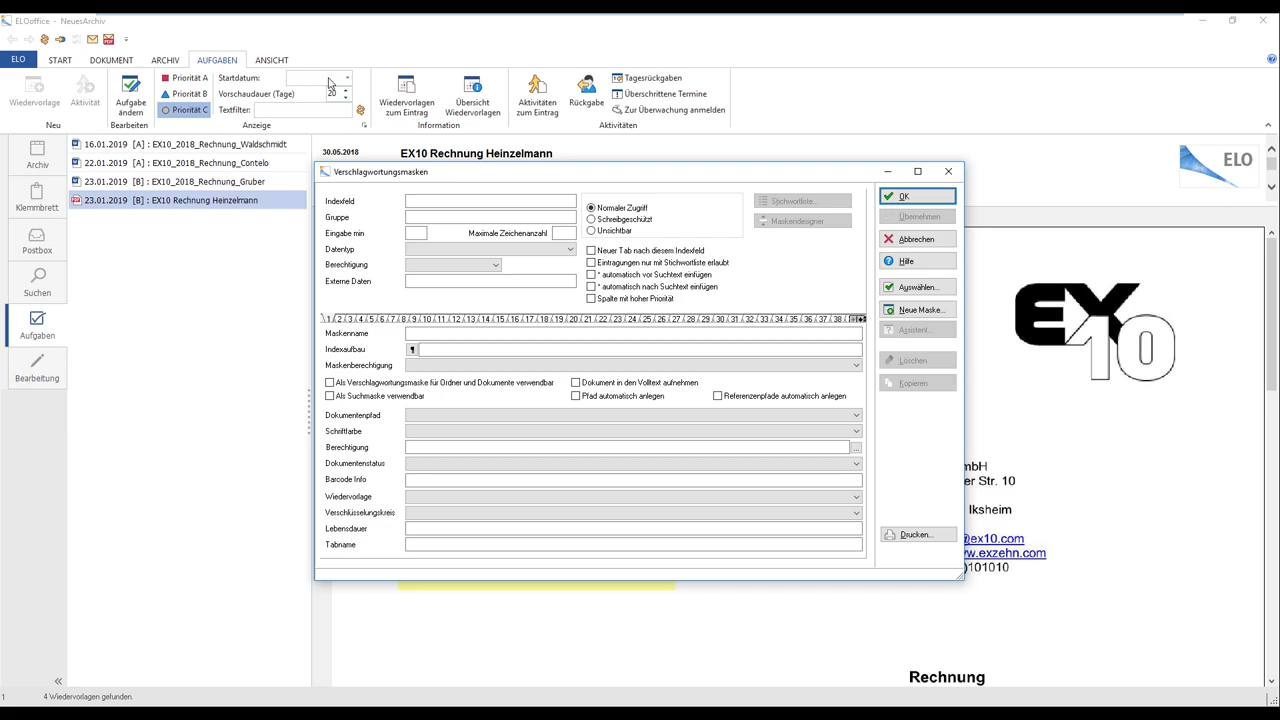 ELOoffice - NeuesArchiv
ELO START DOKUMENT ARCHIV AUFGABEN ANSICHT
Wiedervorlage
Aktivität
Neu
Aufgabe ändern
Bearbeiten
Priorität A
Priorität B
Priorität C
Startdatum:
Vorschaudauer (Tage) 20
Textfilter:
Anzeige
Wiedervorlagen zum Eintrag
Übersicht Wiedervorlagen
Information
Aktivitäten zum Eintrag
Rückgabe
Tagesrückgaben
Überschrittene Termine
Zur Überwachung anmelden
Aktivitäten
Archiv
Klemmbrett
Postbox
Suchen
Aufgaben
Bearbeitung
16.01.2019 [A] : EX10_2018_Rechnung_Waldschmidt
22.01.2019 [A] : EX10_2018_Rechnung_Contelo
23.01.2019 [B] : EX10_2018_Rechnung_Gruber
23.01.2019 [B] : EX10 Rechnung Heinzelmann
30.05.2018 EX10 Rechnung Heinzelmann
ELO
Verschlagwortungsmasken
Indexfeld
Gruppe
Eingabe min Maximale Zeichenanzahl
Datentyp
Berechtigung
Externe Daten
Normaler Zugriff
Schreibgeschützt
Unsichtbar
Stichwortliste...
Maskendesigner
Neuer Tab nach diesem Indexfeld
Eintragungen nur mit Stichwortliste erlaubt
* automatisch vor Suchtext einfügen
* automatisch nach Suchtext einfügen
Spalte mit hoher Priorität
1 2 3 4 5 6 7 8 9 10 11 12 13 14 15 16 17 18 19 20 21 22 23 24 25 26 27 28 29 30 31 32 33 34 35 36 37 38
Maskenname
Indexaufbau ¶
Maskenberechtigung
Als Verschlagwortungsmaske für Ordner und Dokumente verwendbar
Dokument in den Volltext aufnehmen
Als Suchmaske verwendbar
Pfad automatisch anlegen
Referenzenpfade automatisch anlegen
Dokumentenpfad
Schriftfarbe
Berechtigung ...
Dokumentenstatus
Barcode Info
Wiedervorlage
Verschlüsselungskreis
Lebensdauer
Tabname
OK
Übernehmen
Abbrechen
Hilfe
Auswählen...
Neue Maske...
Assistent...
Löschen
Kopieren
Drucken...
EX10
mbH
er Str. 10
lksheim
@ex10.com
w.exzehn.com
)101010
Rechnung
1 4 Wiedervorlagen gefunden.